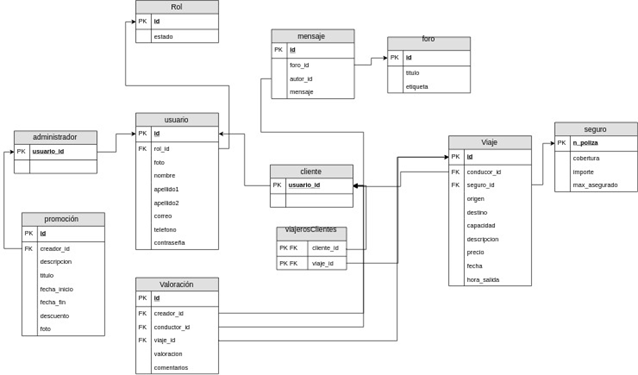 Rol
PK id
estado
mensaje
PK id
foro_id
autor_id
mensaje
foro
PK id
titulo
etiqueta
usuario
PK id
FK rol_id
foto
nombre
apellido1
apellido2
correo
telefono
contraseña
administrador
PK usuario_id
cliente
PK usuario_id
Viaje
PK id
FK conducor_id
FK seguro_id
origen
destino
capacidad
descripcion
precio
fecha
hora_salida
seguro
PK n_poliza
cobertura
importe
max_asegurado
promoción
PK id
FK creador_id
descripcion
titulo
fecha_inicio
fecha_fin
descuento
foto
viajerosClientes
PK FK cliente_id
PK FK viaje_id
Valoración
PK id
FK creador_id
FK conductor_id
FK viaje_id
valoracion
comentarios